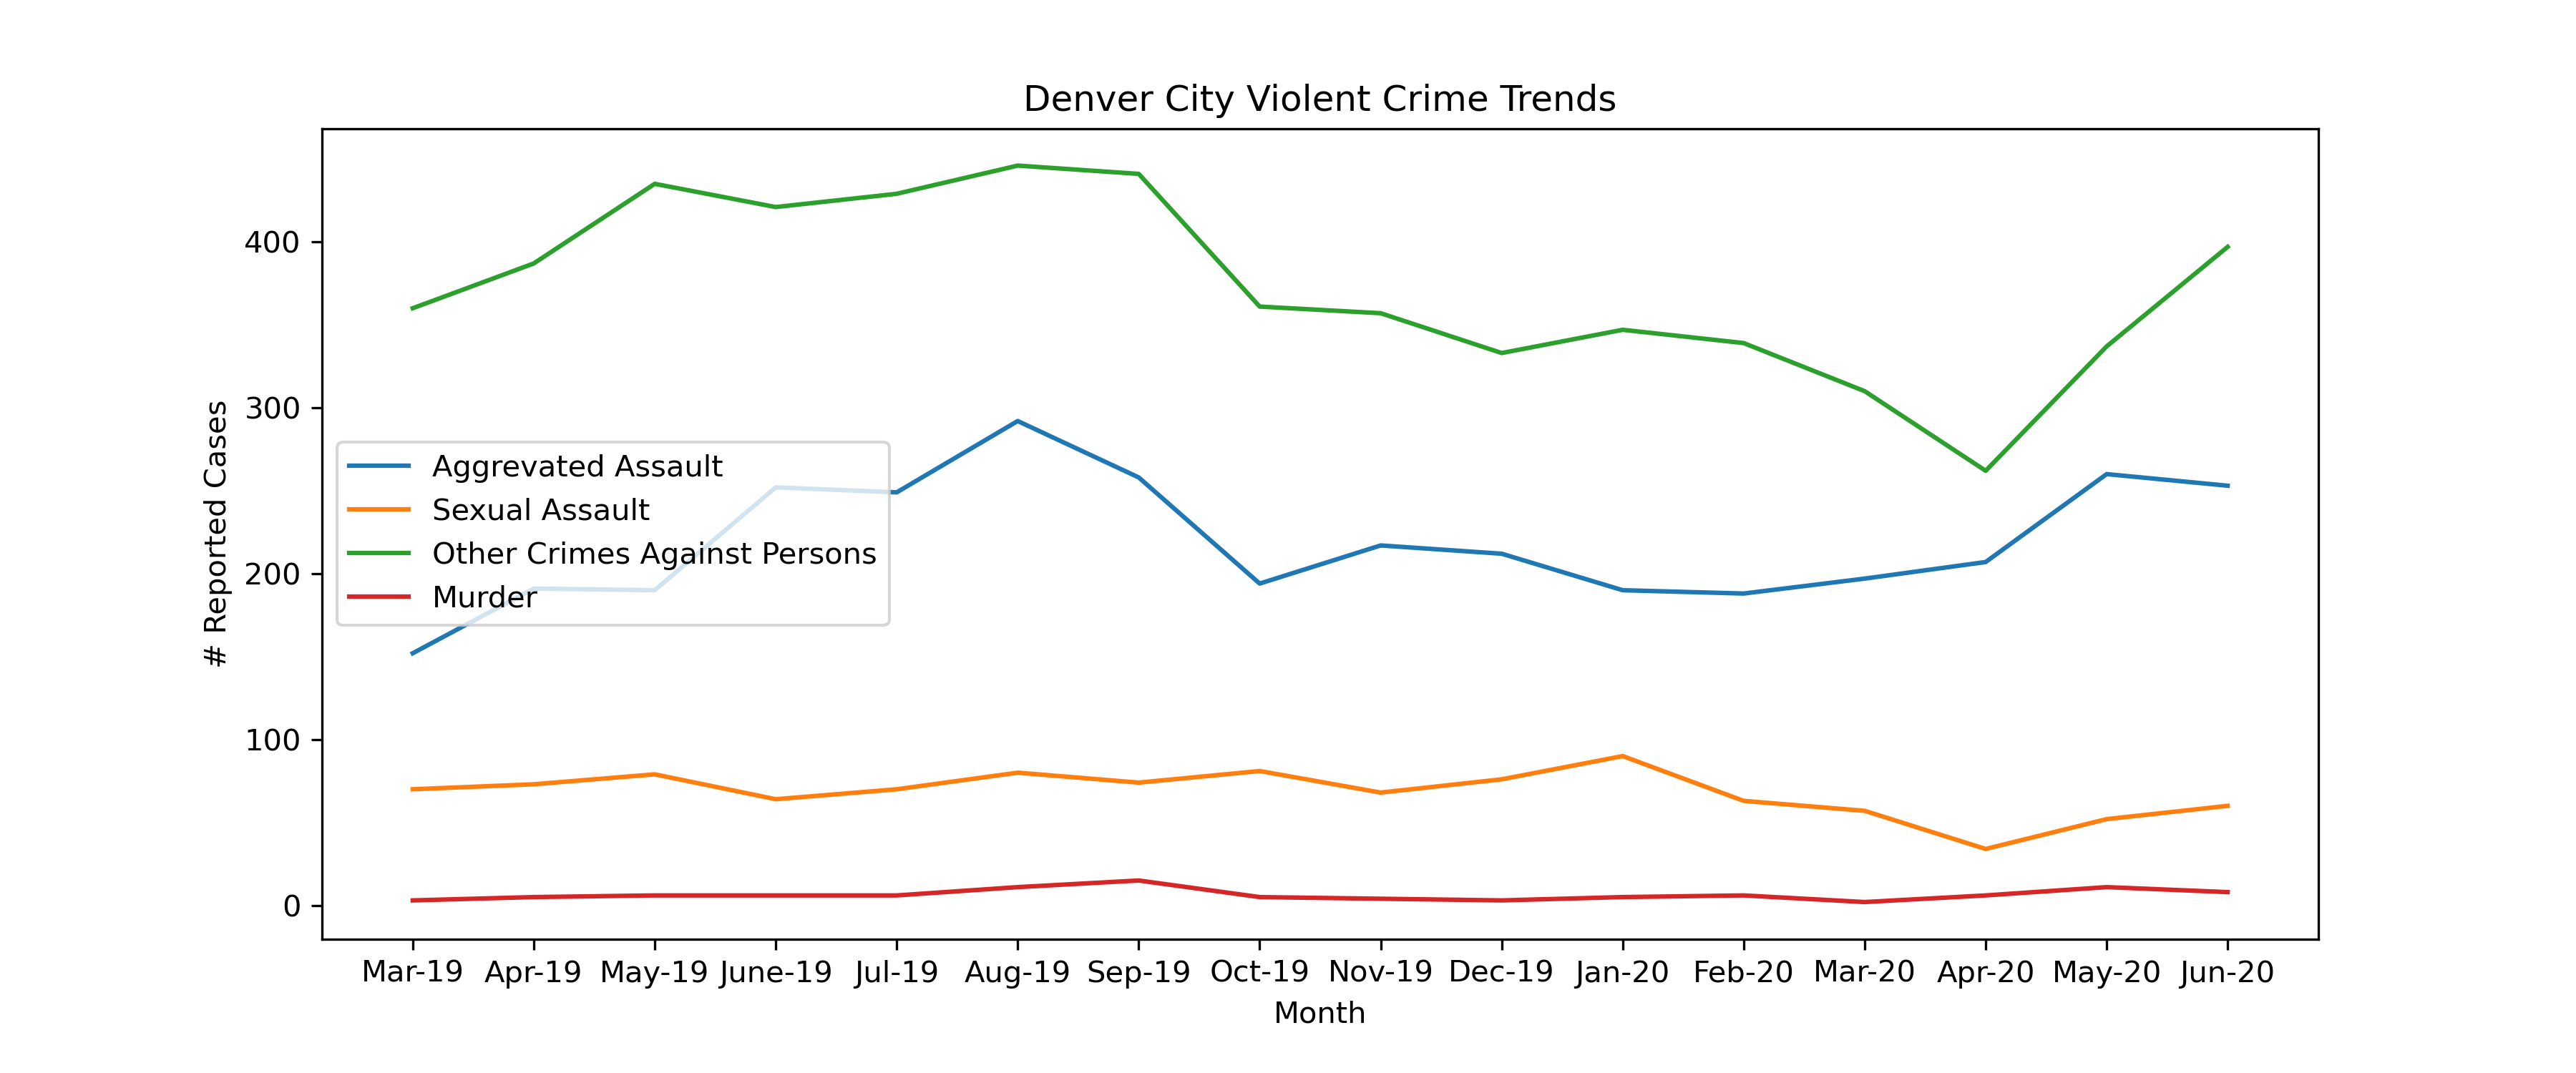 Denver City Violent Crime Trends
# Reported Cases
400
300
200
100
0
Aggrevated Assault
Sexual Assault
Other Crimes Against Persons
Murder
Mar-19 Apr-19 May-19 June-19 Jul-19 Aug-19 Sep-19 Oct-19 Nov-19 Dec-19 Jan-20 Feb-20 Mar-20 Apr-20 May-20 Jun-20
Month